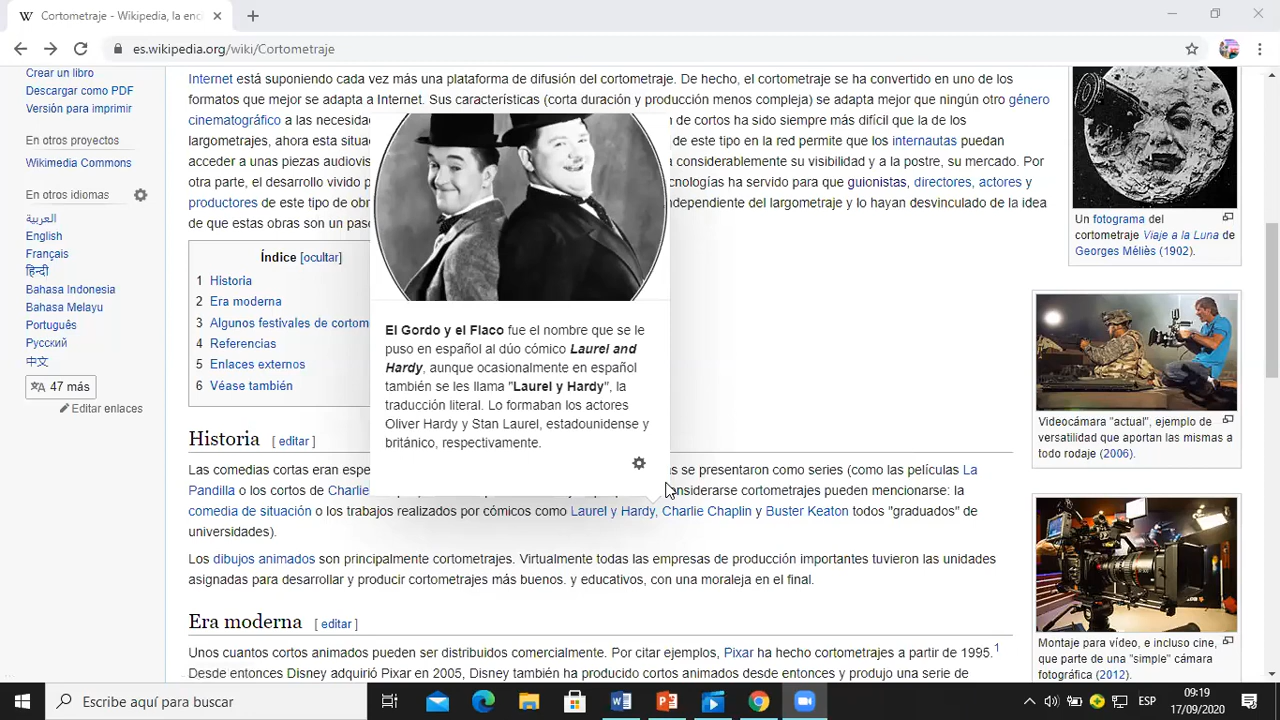 Cortometraje - Wikipedia, la enci
es.wikipedia.org/wiki/Cortometraje
Crear un libro
Descargar como PDF
Versión para imprimir
En otros proyectos
Wikimedia Commons
En otros idiomas
العربية
English
Français
हिन्दी
Bahasa Indonesia
Bahasa Melayu
Português
Русский
中文
47 más
Editar enlaces
Internet está suponiendo cada vez más una plataforma de difusión del cortometraje. De hecho, el cortometraje se ha convertido en uno de los
formatos que mejor se adapta a Internet. Sus características (corta duración y producción menos compleja) se adapta mejor que ningún otro género
cinematográfico a las necesida n de cortos ha sido siempre más difícil que la de los
largometrajes, ahora esta situa de este tipo en la red permite que los internautas puedan
acceder a unas piezas audiovis considerablemente su visibilidad y a la postre, su mercado. Por
otra parte, el desarrollo vivido p cnologías ha servido para que guionistas, directores, actores y
productores de este tipo de obr ndependiente del largometraje y lo hayan desvinculado de la idea
de que estas obras son un pas
Índice [ocultar]
1 Historia
2 Era moderna
3 Algunos festivales de cortom
4 Referencias
5 Enlaces externos
6 Véase también
El Gordo y el Flaco fue el nombre que se le
puso en español al dúo cómico Laurel and
Hardy, aunque ocasionalmente en español
también se les llama "Laurel y Hardy", la
traducción literal. Lo formaban los actores
Oliver Hardy y Stan Laurel, estadounidense y
británico, respectivamente.
Historia [ editar ]
Las comedias cortas eran espe s se presentaron como series (como las películas La
Pandilla o los cortos de Charlie onsiderarse cortometrajes pueden mencionarse: la
comedia de situación o los trabajos realizados por cómicos como Laurel y Hardy, Charlie Chaplin y Buster Keaton todos "graduados" de
universidades).
Los dibujos animados son principalmente cortometrajes. Virtualmente todas las empresas de producción importantes tuvieron las unidades
asignadas para desarrollar y producir cortometrajes más buenos. y educativos, con una moraleja en el final.
Era moderna [ editar ]
Unos cuantos cortos animados pueden ser distribuidos comercialmente. Por citar ejemplos, Pixar ha hecho cortometrajes a partir de 1995.1
Desde entonces Disney adquirió Pixar en 2005, Disney también ha producido cortos animados desde entonces y produjo una serie de
Un fotograma del
cortometraje Viaje a la Luna de
Georges Méliès (1902).
Videocámara "actual", ejemplo de
versatilidad que aportan las mismas a
todo rodaje (2006).
Montaje para vídeo, e incluso cine,
que parte de una "simple" cámara
fotográfica (2012).
Escribe aquí para buscar
ESP
09:19
17/09/2020